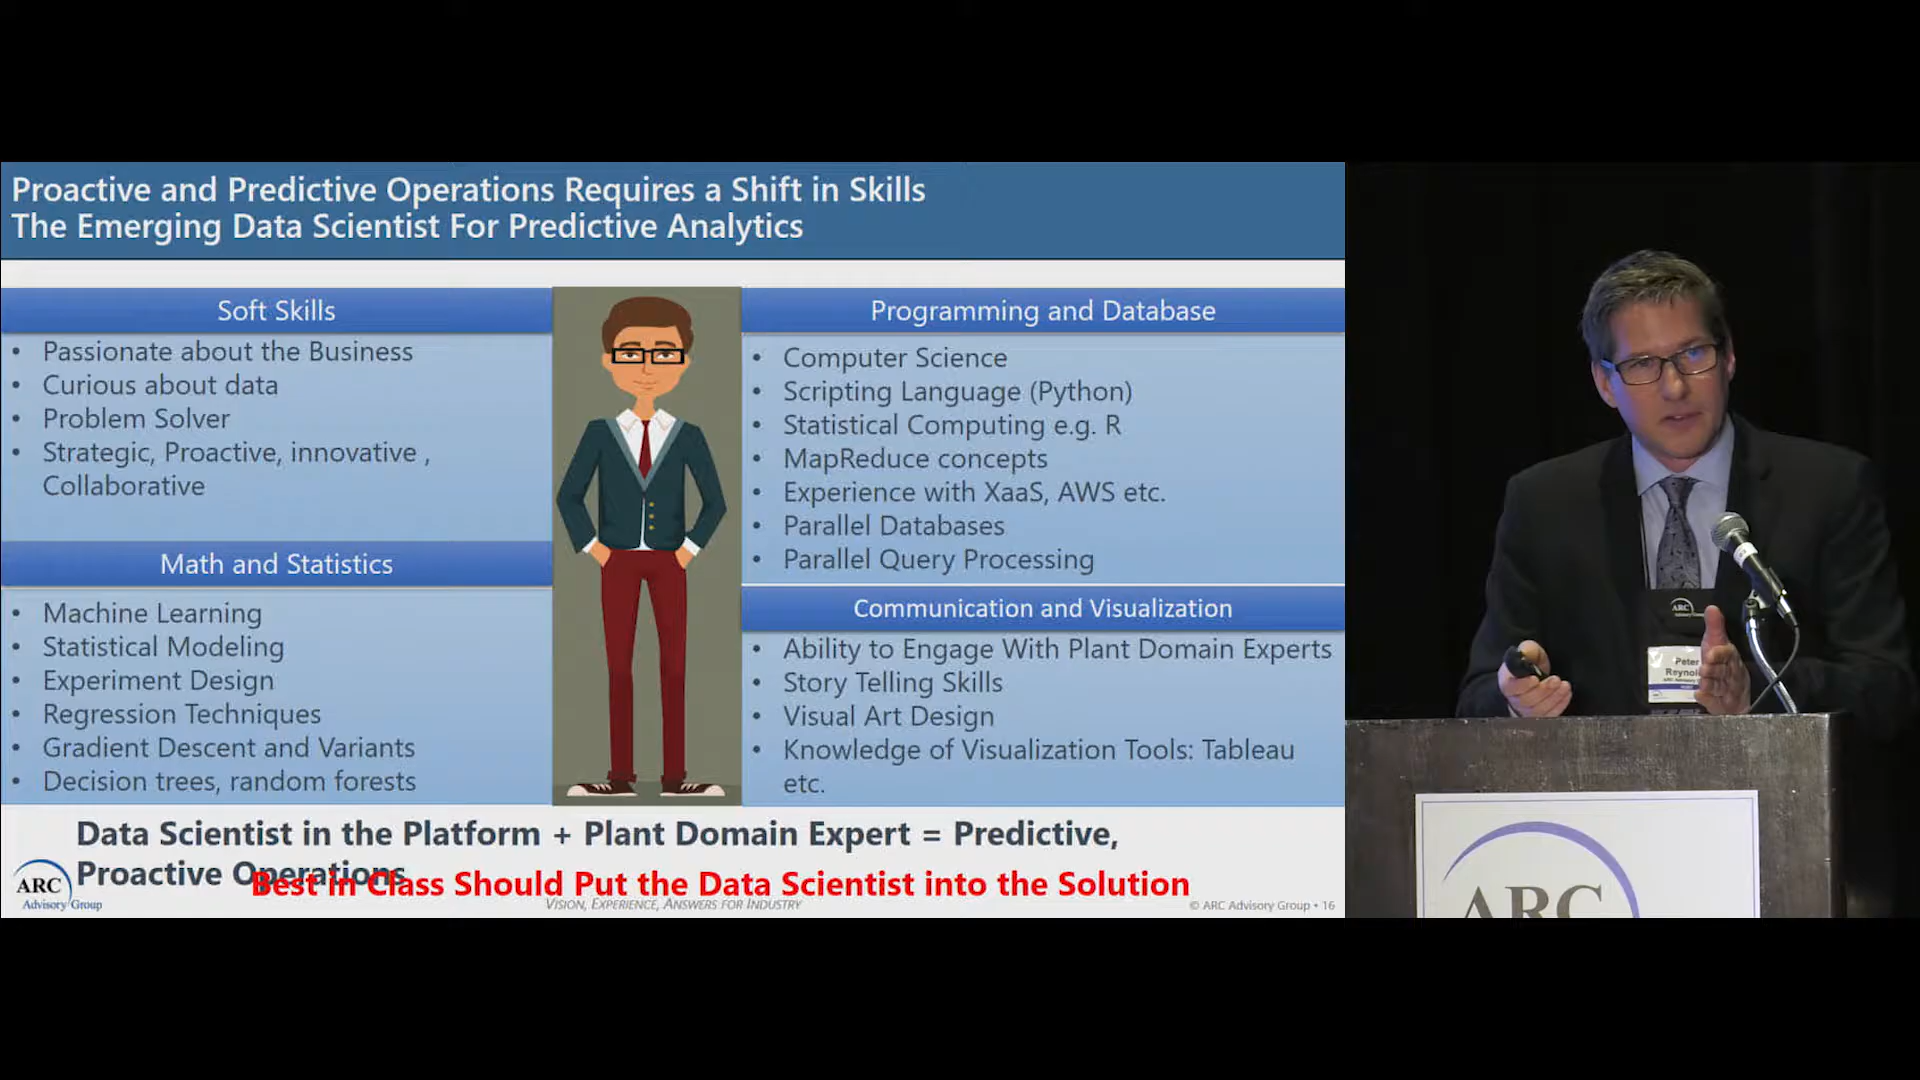 Proactive and Predictive Operations Requires a Shift in Skills
The Emerging Data Scientist For Predictive Analytics
Soft Skills
• Passionate about the Business
• Curious about data
• Problem Solver
• Strategic, Proactive, innovative ,
Collaborative
Math and Statistics
• Machine Learning
• Statistical Modeling
• Experiment Design
• Regression Techniques
• Gradient Descent and Variants
• Decision trees, random forests
Programming and Database
• Computer Science
• Scripting Language (Python)
• Statistical Computing e.g. R
• MapReduce concepts
• Experience with XaaS, AWS etc.
• Parallel Databases
• Parallel Query Processing
Communication and Visualization
• Ability to Engage With Plant Domain Experts
• Story Telling Skills
• Visual Art Design
• Knowledge of Visualization Tools: Tableau
etc.
Data Scientist in the Platform + Plant Domain Expert = Predictive,
Proactive Operations
Best in Class Should Put the Data Scientist into the Solution
ARC
Advisory Group
VISION, EXPERIENCE, ANSWERS FOR INDUSTRY
© ARC Advisory Group • 16
ARC
Peter
ARC